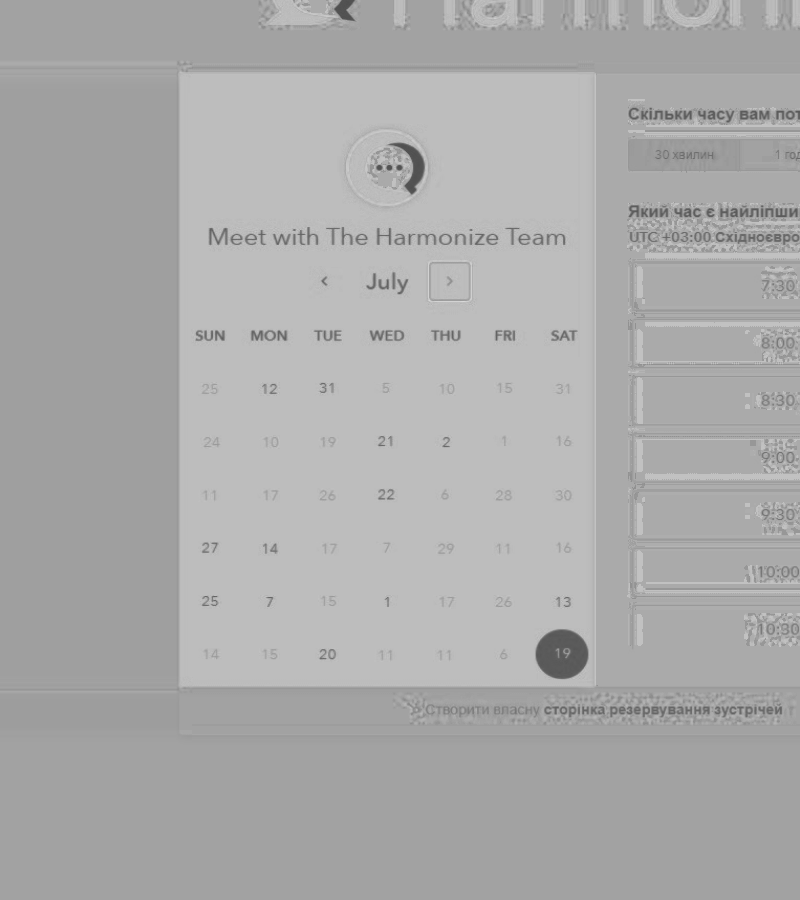 Harmoni
Meet with The Harmonize Team
July
SUN MON TUE WED THU FRI SAT
25 12 31 5 10 15 31
24 10 19 21 2 1 16
11 17 26 22 6 28 30
27 14 17 7 29 11 16
25 7 15 1 17 26 13
14 15 20 11 11 6 19
Скільки часу вам пот
30 хвилин 1 год
Який час є найліпши
UTC +03:00 Східноєвро
7:30
8:00
8:30
9:00
9:30
10:00
10:30
Створити власну сторінка резервування зустрічей